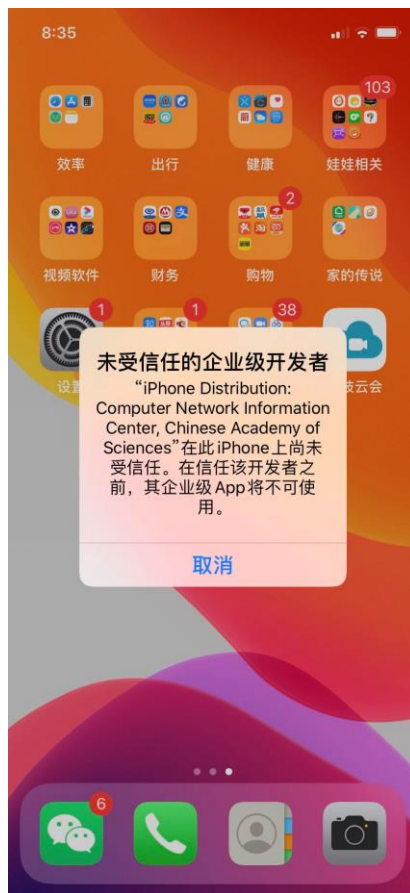 8:35
103
效率
出行
健康
娃娃相关
2
视频软件
财务
购物
家的传说
1
1
38
设
技云会
未受信任的企业级开发者
“iPhone Distribution:
Computer Network Information
Center, Chinese Academy of
Sciences”在此iPhone上尚未
受信任。在信任该开发者之
前，其企业级App将不可使
用。
取消
6